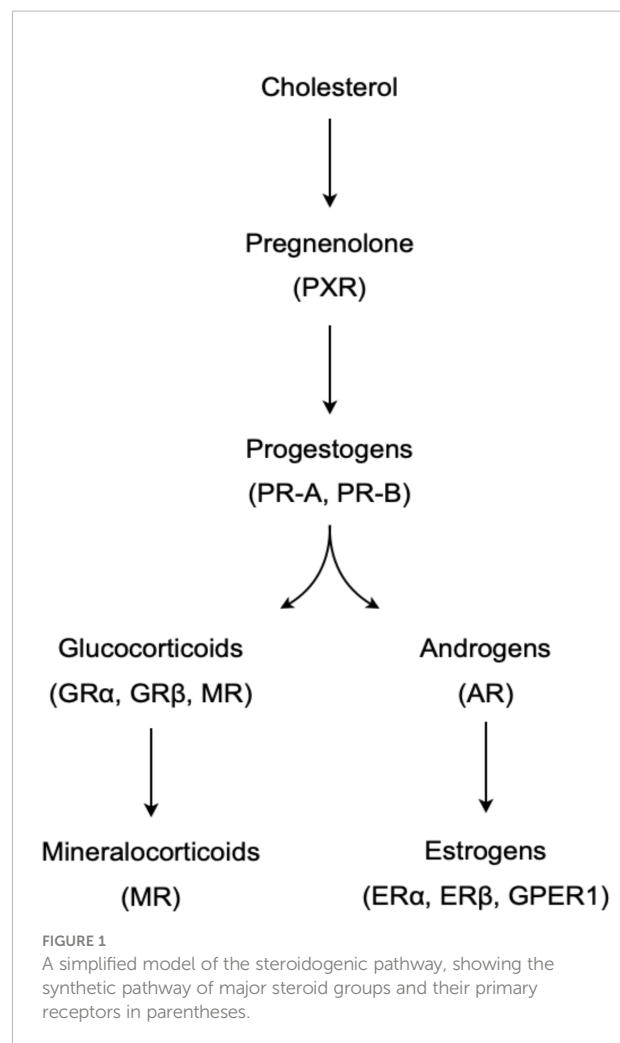 Cholesterol
Pregnenolone
(PXR)
Progestogens
(PR-A, PR-B)
Glucocorticoids
(GRα, GRβ, MR)
Androgens
(AR)
Mineralocorticoids
(MR)
Estrogens
(ERα, ERβ, GPER1)
FIGURE 1
A simplified model of the steroidogenic pathway, showing the
synthetic pathway of major steroid groups and their primary
receptors in parentheses.